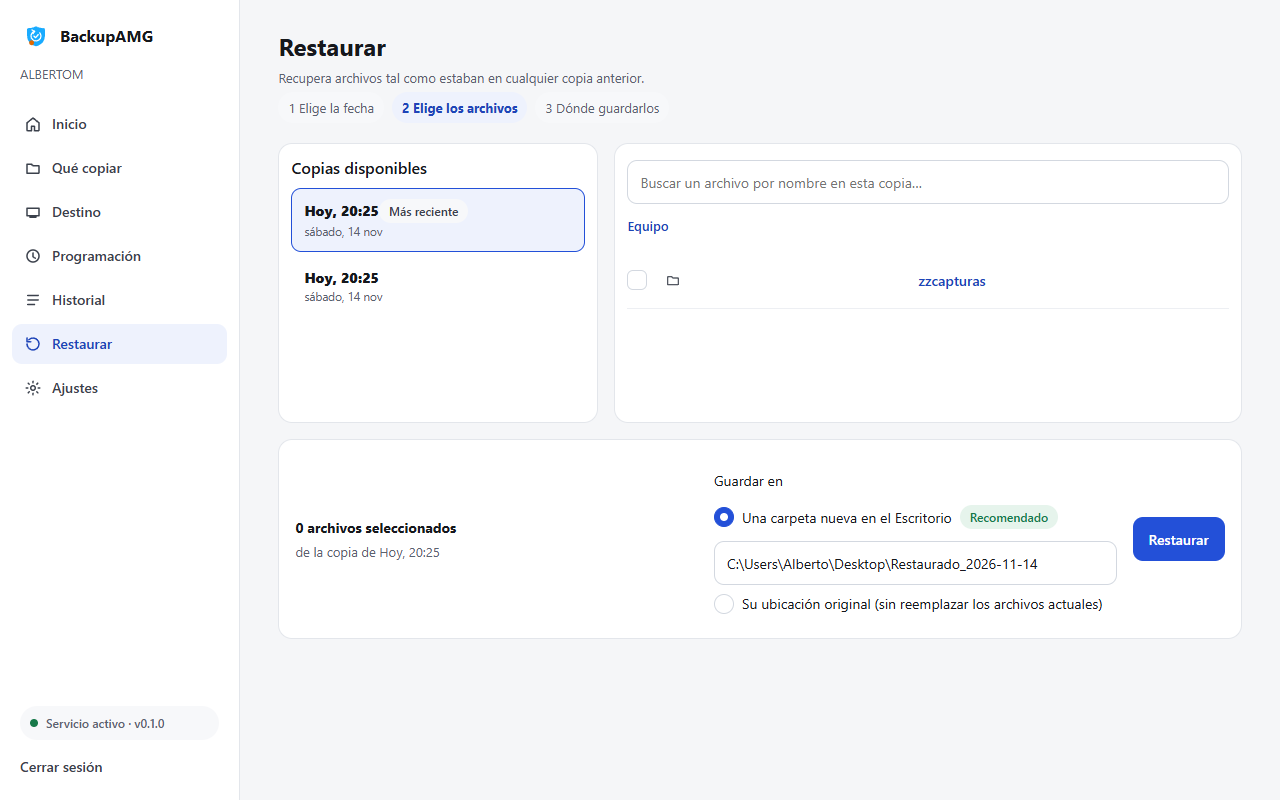 BackupAMG
ALBERTOM
Inicio
Qué copiar
Destino
Programación
Historial
Restaurar
Ajustes
Servicio activo · v0.1.0
Cerrar sesión
Restaurar
Recupera archivos tal como estaban en cualquier copia anterior.
1 Elige la fecha 2 Elige los archivos 3 Dónde guardarlos
Copias disponibles
Hoy, 20:25 Más reciente
sábado, 14 nov
Hoy, 20:25
sábado, 14 nov
Buscar un archivo por nombre en esta copia...
Equipo
zzcapturas
0 archivos seleccionados
de la copia de Hoy, 20:25
Guardar en
Una carpeta nueva en el Escritorio Recomendado
C:\Users\Alberto\Desktop\Restaurado_2026-11-14
Su ubicación original (sin reemplazar los archivos actuales)
Restaurar